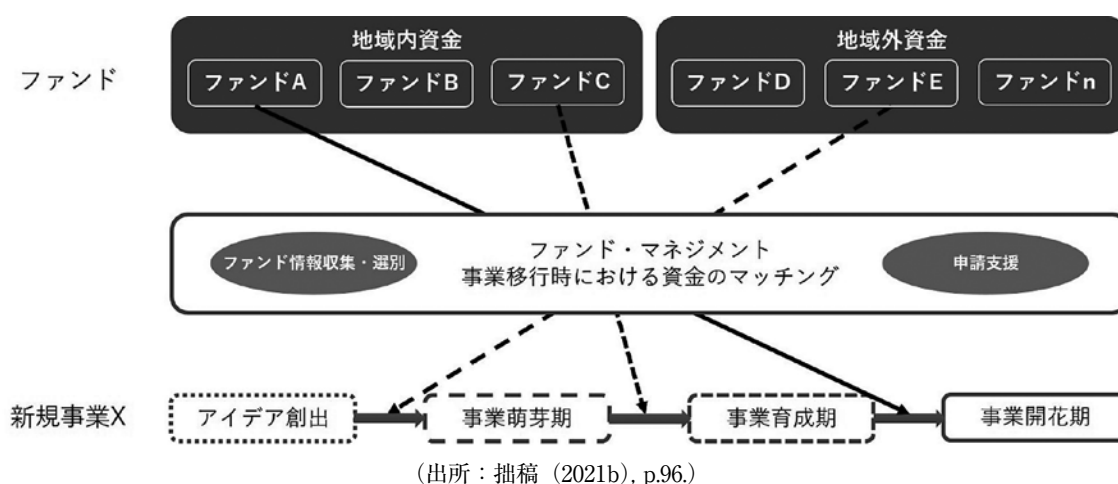 地域内資金 地域外資金
ファンド ファンドA ファンドB ファンドC ファンドD ファンドE ファンドn
ファンド情報収集・選別
ファンド・マネジメント
事業移行時における資金のマッチング
申請支援
新規事業X アイデア創出 事業萌芽期 事業育成期 事業開花期
(出所:拙稿(2021b), p.96.)